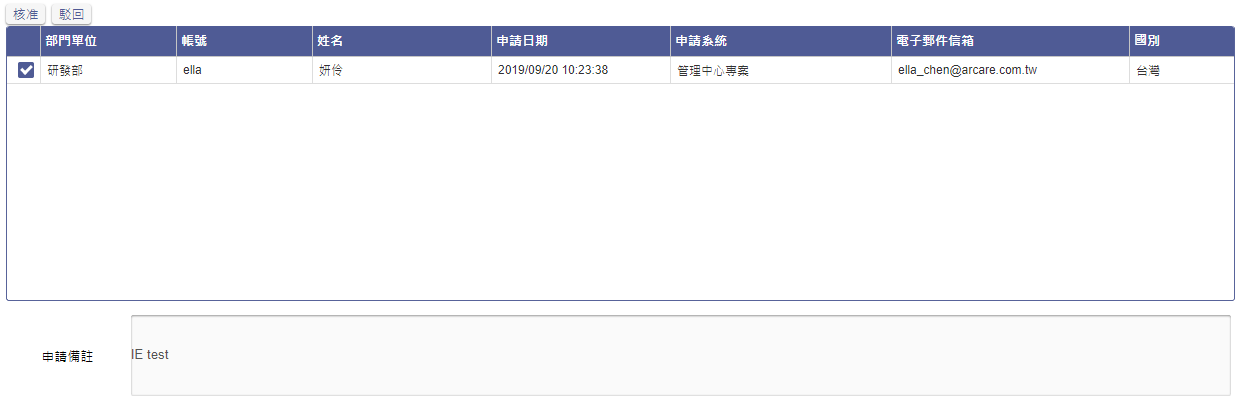 核准 駁回
部門單位 帳號 姓名 申請日期 申請系統 電子郵件信箱 國別
研發部 ella 妍伶 2019/09/20 10:23:38 管理中心專案 ella_chen@arcare.com.tw 台灣
申請備註 IE test